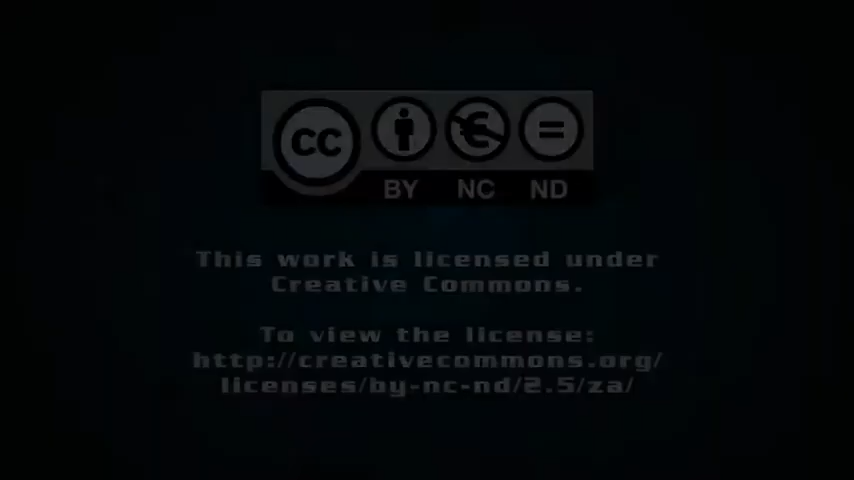 CC
BY NC ND
This work is licensed under
Creative Commons.
To view the license:
http://creativecommons.org/
licenses/by-nc-nd/2.5/za/